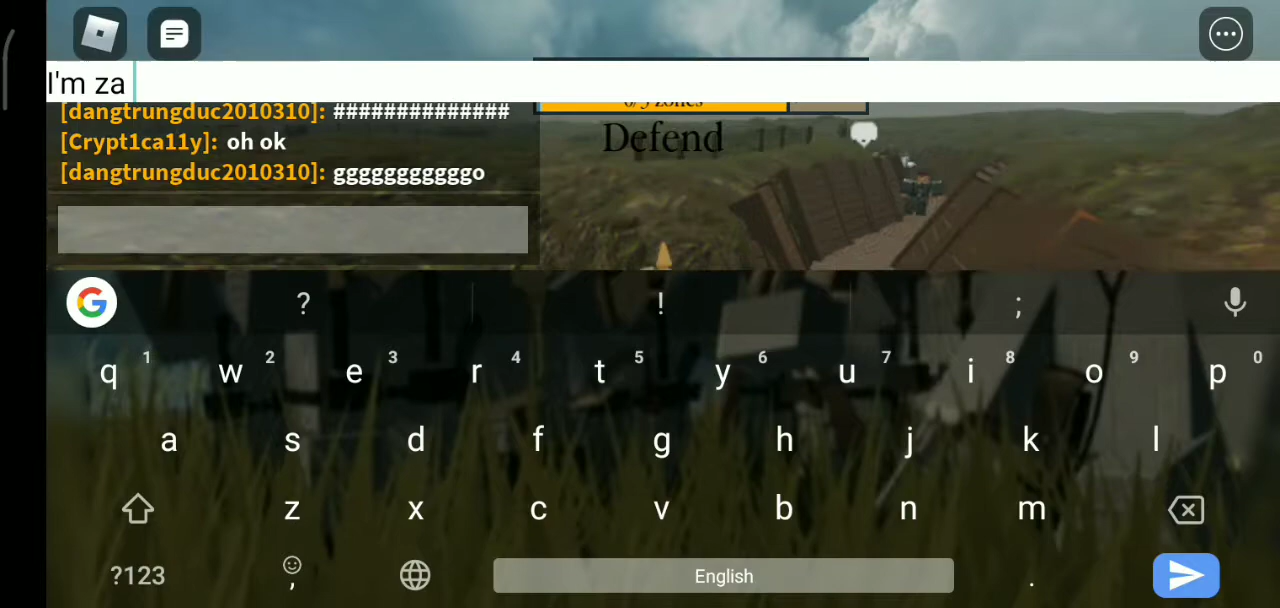 I'm za
[dangtrungduc2010310]: ##############
[Crypt1ca11y]: oh ok
[dangtrungduc2010310]: gggggggggggo
zones
Defend
? ! ;
q 1 w 2 e 3 r 4 t 5 y 6 u 7 i 8 o 9 p 0
a s d f g h j k l
z x c v b n m
?123 , English .